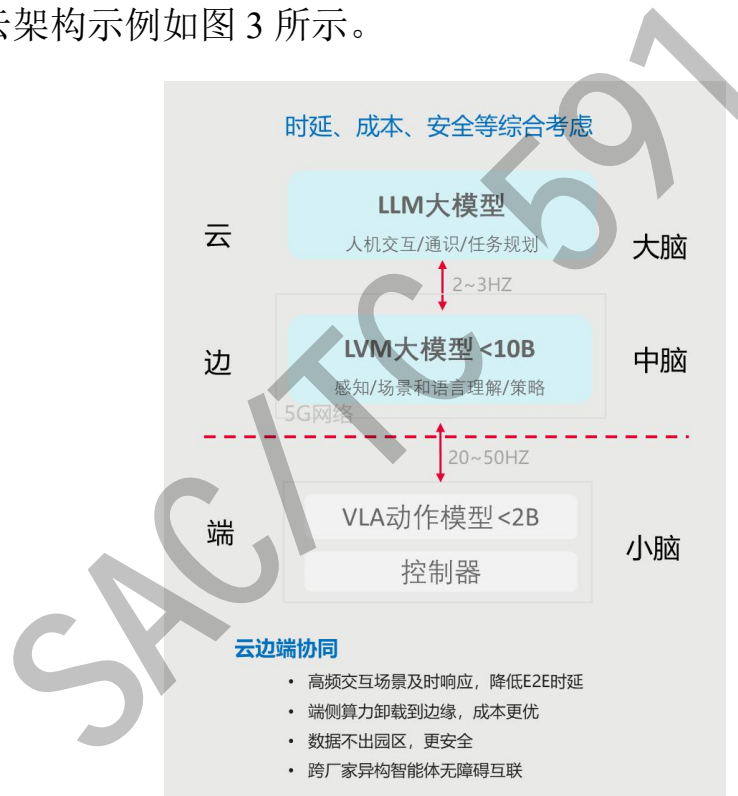 云架构示例如图 3 所示。
时延、成本、安全等综合考虑
LLM大模型
云
人机交互/通识/任务规划
大脑
2~3HZ
LVM大模型<10B
边
中脑
感知/场景和语言理解/策略
5G网络
20~50HZ
VLA动作模型<2B
端
小脑
控制器
云边端协同
• 高频交互场景及时响应，降低E2E时延
• 端侧算力卸载到边缘，成本更优
• 数据不出园区，更安全
• 跨厂家异构智能体无障碍互联
SAC/TC 591